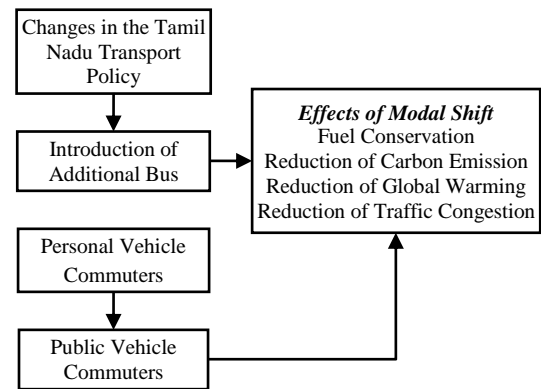 Changes in the Tamil
Nadu Transport
Policy
Introduction of
Additional Bus
Effects of Modal Shift
Fuel Conservation
Reduction of Carbon Emission
Reduction of Global Warming
Reduction of Traffic Congestion
Personal Vehicle
Commuters
Public Vehicle
Commuters